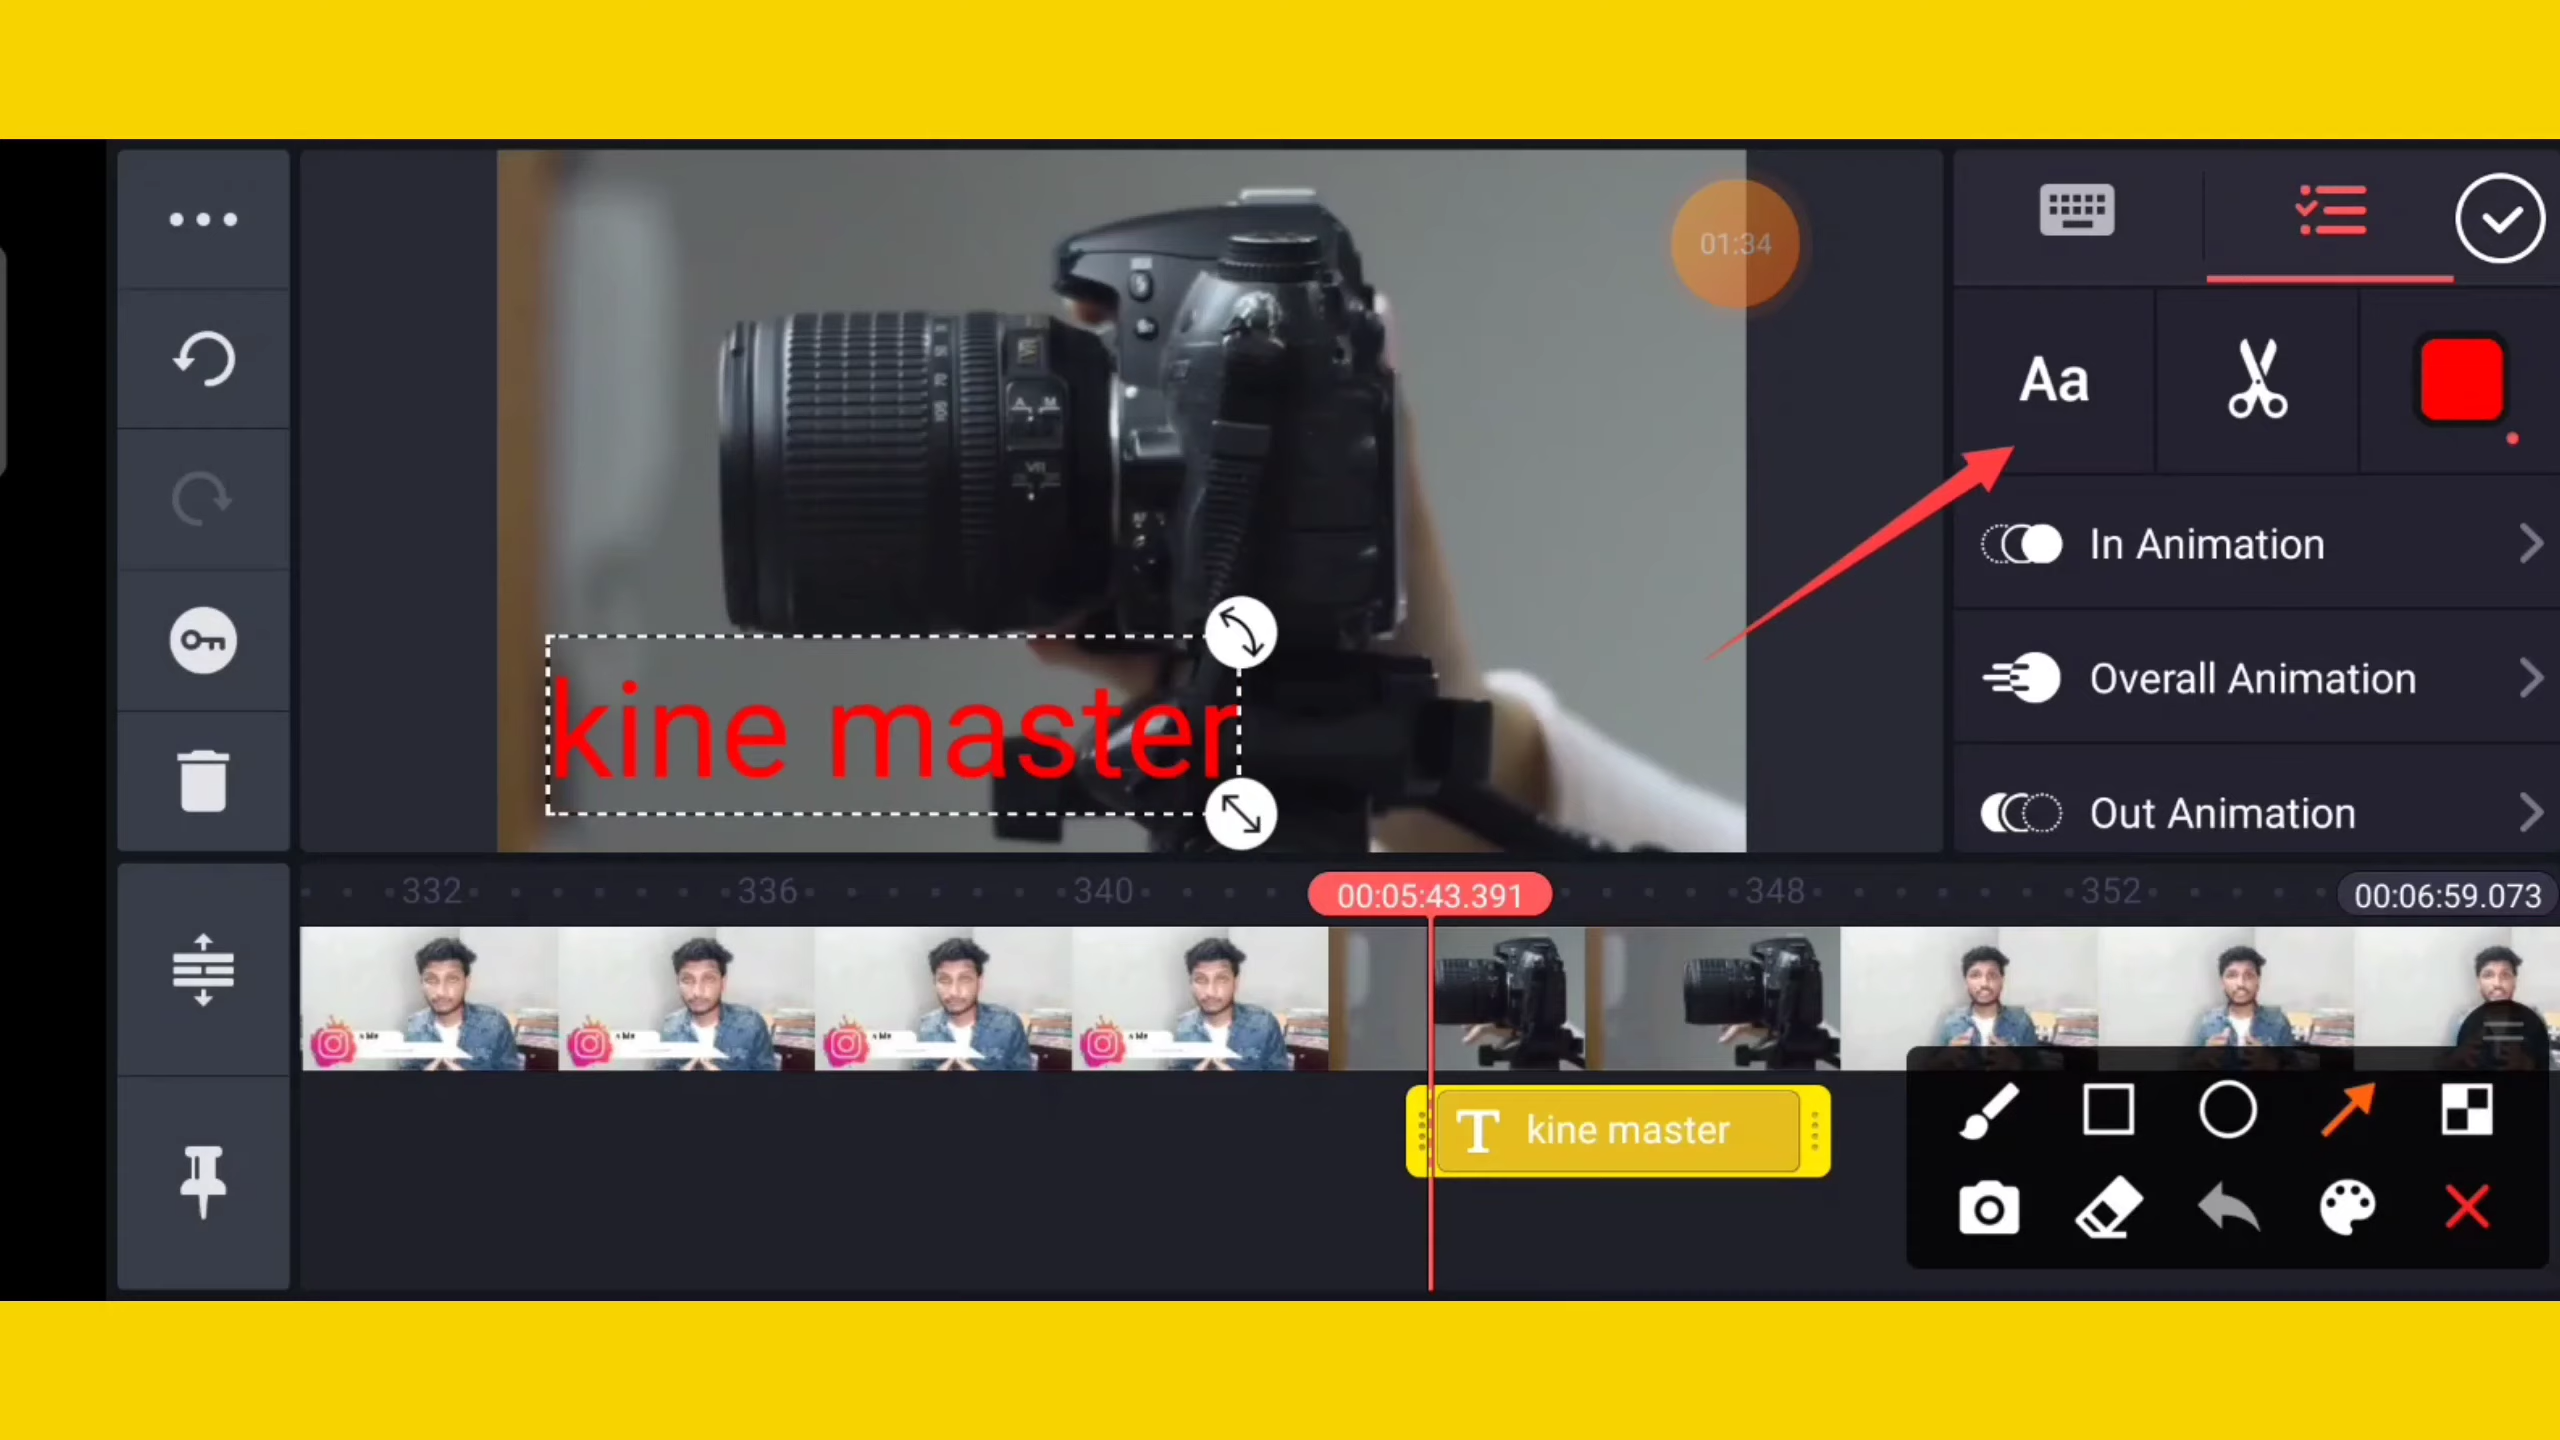 01:34
Aa
In Animation
Overall Animation
Out Animation
kine master
332
336
340
00:05:43.391
348
352
00:06:59.073
T kine master